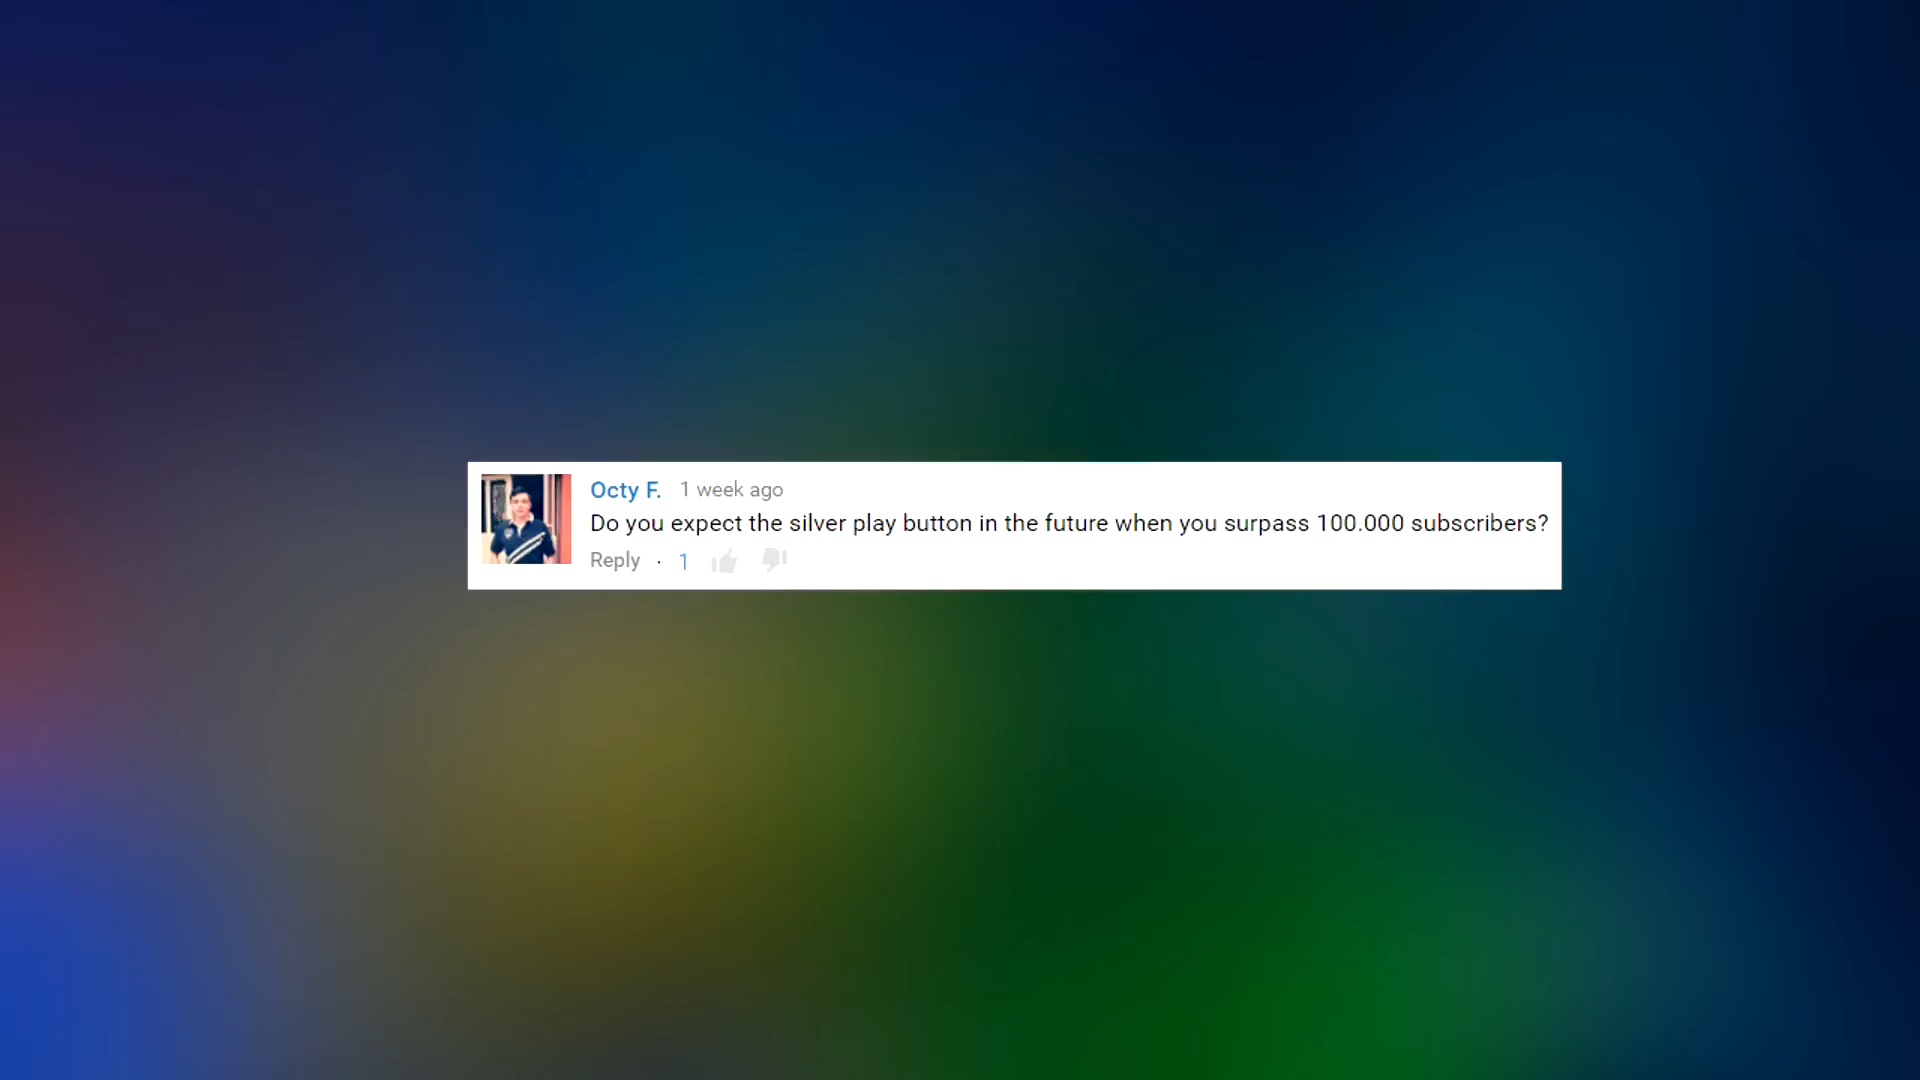 Octy F. 1 week ago
Do you expect the silver play button in the future when you surpass 100.000 subscribers?
Reply · 1